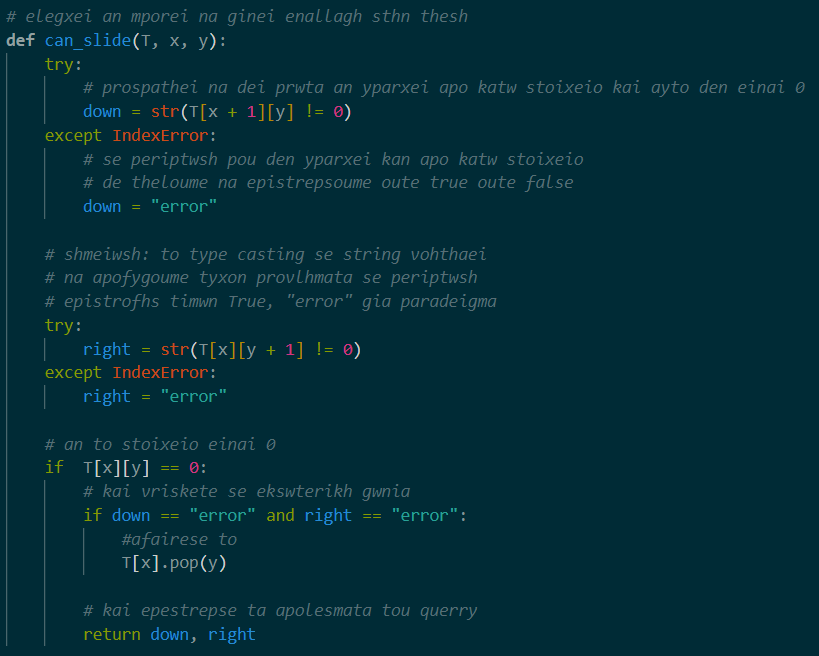 # elegxei an mporei na ginei enallagh sthn thesh
def can_slide(T, x, y):
    try:
        # prospathei na dei prwta an yparxei apo katw stoixeio kai ayto den einai 0
        down = str(T[x + 1][y] != 0)
    except IndexError:
        # se periptwsh pou den yparxei kan apo katw stoixeio
        # de theloume na epistrepsoume oute true oute false
        down = "error"

    # shmeiwsh: to type casting se string vohthaei
    # na apofygoume tyxon provlhmata se periptwsh
    # epistrofhs timwn True, "error" gia paradeigma
    try:
        right = str(T[x][y + 1] != 0)
    except IndexError:
        right = "error"

    # an to stoixeio einai 0
    if  T[x][y] == 0:
        # kai vriskete se ekswterikh gwnia
        if down == "error" and right == "error":
            #afairese to
            T[x].pop(y)

        # kai epestrepse ta apolesmata tou querry
        return down, right